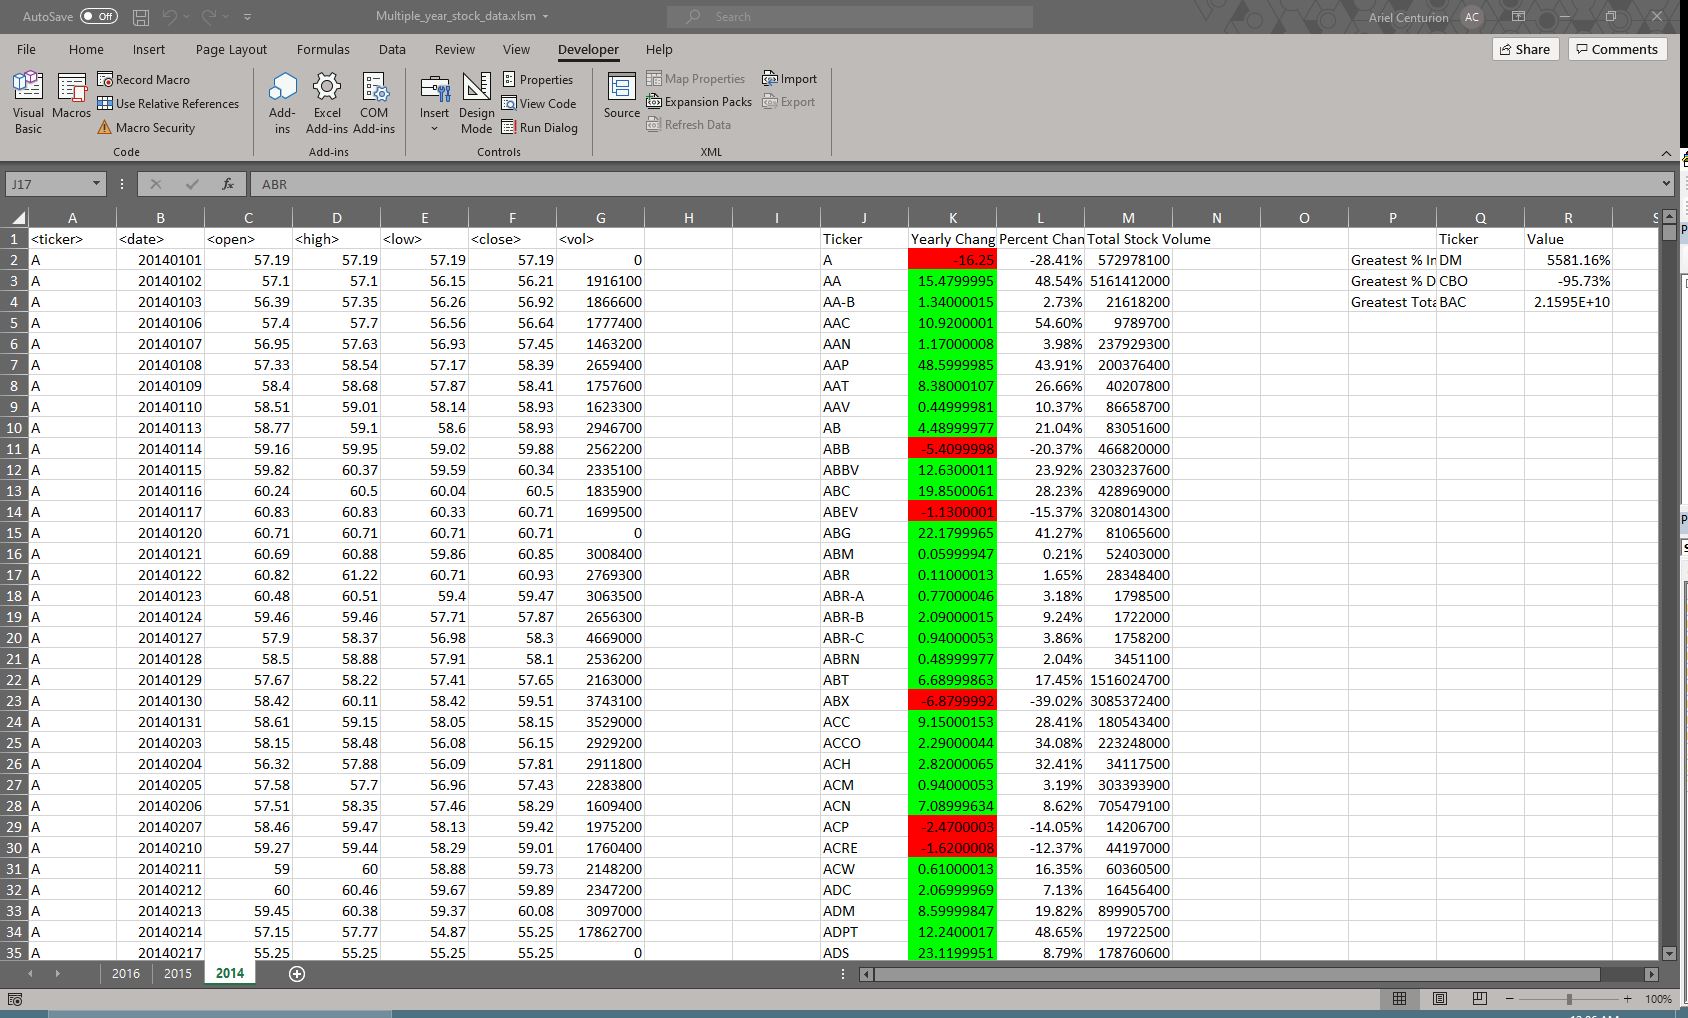 AutoSave Off Multiple_year_stock_data.xlsm Search Ariel Centurion AC
File Home Insert Page Layout Formulas Data Review View Developer Help Share Comments
Visual Basic Macros Record Macro Use Relative References Macro Security Code
Add-ins Excel Add-ins COM Add-ins Add-ins
Insert Design Mode Properties View Code Run Dialog Controls
Source Map Properties Expansion Packs Refresh Data Import Export XML
J17 fx ABR
A B C D E F G H I J K L M N O P Q R S
1 <ticker> <date> <open> <high> <low> <close> <vol> Ticker Yearly Chang Percent Chan Total Stock Volume Ticker Value
2 A 20140101 57.19 57.19 57.19 57.19 0 A -16.25 -28.41% 572978100 Greatest % In DM 5581.16%
3 A 20140102 57.1 57.1 56.15 56.21 1916100 AA 15.4799995 48.54% 5161412000 Greatest % D CBO -95.73%
4 A 20140103 56.39 57.35 56.26 56.92 1866600 AA-B 1.34000015 2.73% 21618200 Greatest Tota BAC 2.1595E+10
5 A 20140106 57.4 57.7 56.56 56.64 1777400 AAC 10.9200001 54.60% 9789700
6 A 20140107 56.95 57.63 56.93 57.45 1463200 AAN 1.17000008 3.98% 237929300
7 A 20140108 57.33 58.54 57.17 58.39 2659400 AAP 48.5999985 43.91% 200376400
8 A 20140109 58.4 58.68 57.87 58.41 1757600 AAT 8.38000107 26.66% 40207800
9 A 20140110 58.51 59.01 58.14 58.93 1623300 AAV 0.44999981 10.37% 86658700
10 A 20140113 58.77 59.1 58.6 58.93 2946700 AB 4.48999977 21.04% 83051600
11 A 20140114 59.16 59.95 59.02 59.88 2562200 ABB -5.4099998 -20.37% 466820000
12 A 20140115 59.82 60.37 59.59 60.34 2335100 ABBV 12.6300011 23.92% 2303237600
13 A 20140116 60.24 60.5 60.04 60.5 1835900 ABC 19.8500061 28.23% 428969000
14 A 20140117 60.83 60.83 60.33 60.71 1699500 ABEV -1.1300001 -15.37% 3208014300
15 A 20140120 60.71 60.71 60.71 60.71 0 ABG 22.1799965 41.27% 81065600
16 A 20140121 60.69 60.88 59.86 60.85 3008400 ABM 0.05999947 0.21% 52403000
17 A 20140122 60.82 61.22 60.71 60.93 2769300 ABR 0.11000013 1.65% 28348400
18 A 20140123 60.48 60.51 59.4 59.47 3063500 ABR-A 0.77000046 3.18% 1798500
19 A 20140124 59.46 59.46 57.71 57.87 2656300 ABR-B 2.09000015 9.24% 1722000
20 A 20140127 57.9 58.37 56.98 58.3 4669000 ABR-C 0.94000053 3.86% 1758200
21 A 20140128 58.5 58.88 57.91 58.1 2536200 ABRN 0.48999977 2.04% 3451100
22 A 20140129 57.67 58.22 57.41 57.65 2163000 ABT 6.68999863 17.45% 1516024700
23 A 20140130 58.42 60.11 58.42 59.51 3743100 ABX -6.8799992 -39.02% 3085372400
24 A 20140131 58.61 59.15 58.05 58.15 3529000 ACC 9.15000153 28.41% 180543400
25 A 20140203 58.15 58.48 56.08 56.15 2929200 ACCO 2.29000044 34.08% 223248000
26 A 20140204 56.32 57.88 56.09 57.81 2911800 ACH 2.82000065 32.41% 34117500
27 A 20140205 57.58 57.7 56.96 57.43 2283800 ACM 0.94000053 3.19% 303393900
28 A 20140206 57.51 58.35 57.46 58.29 1609400 ACN 7.08999634 8.62% 705479100
29 A 20140207 58.46 59.47 58.13 59.42 1975200 ACP -2.4700003 -14.05% 14206700
30 A 20140210 59.27 59.44 58.29 59.01 1760400 ACRE -1.6200008 -12.37% 44197000
31 A 20140211 59 60 58.88 59.73 2148200 ACW 0.61000013 16.35% 60360500
32 A 20140212 60 60.46 59.67 59.89 2347200 ADC 2.06999969 7.13% 16456400
33 A 20140213 59.45 60.38 59.37 60.08 3097000 ADM 8.59999847 19.82% 899905700
34 A 20140214 57.15 57.77 54.87 55.25 17862700 ADPT 12.2400017 48.65% 19722500
35 A 20140217 55.25 55.25 55.25 55.25 0 ADS 23.1199951 8.79% 178760600
2016 2015 2014
100%